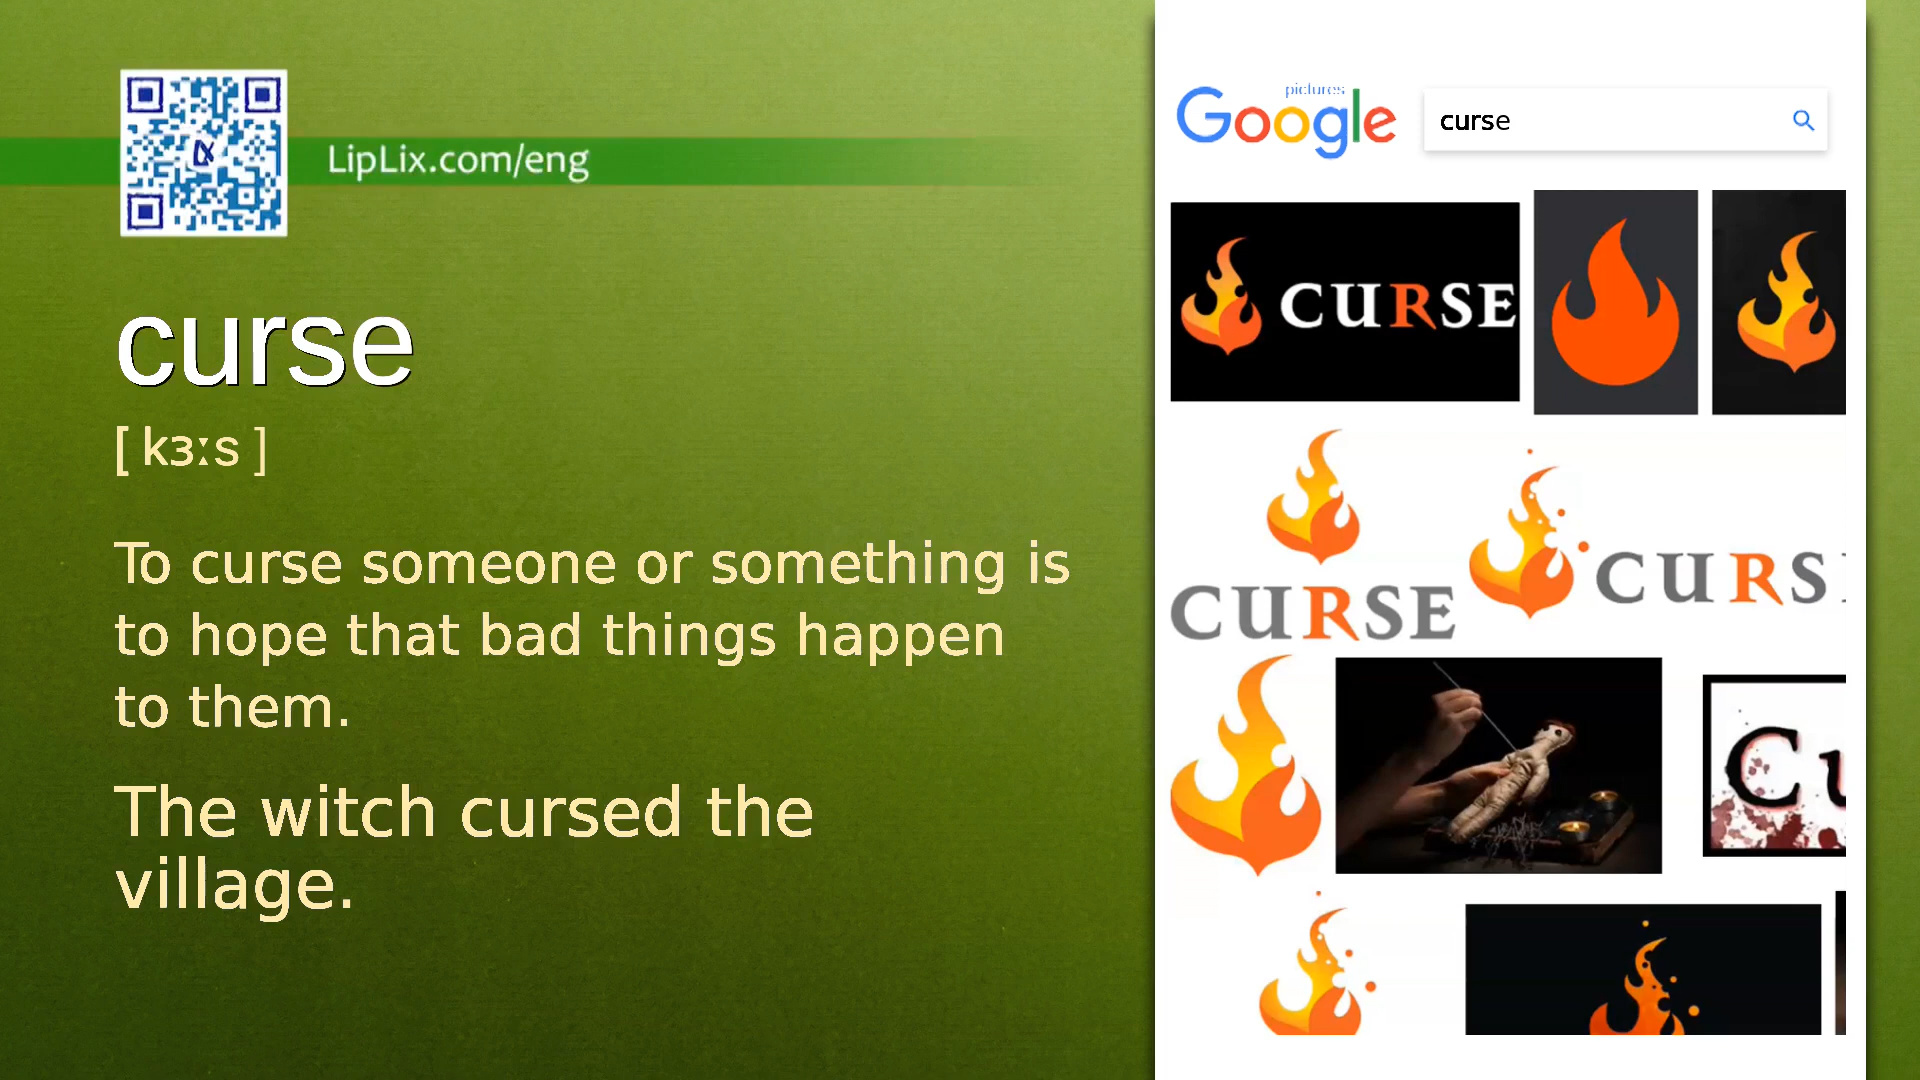 LipLix.com/eng
curse
[ kɜːs ]
To curse someone or something is
to hope that bad things happen
to them.
The witch cursed the
village.
pictures
Google
curse
CURSE
CURSE
CURS
Cu